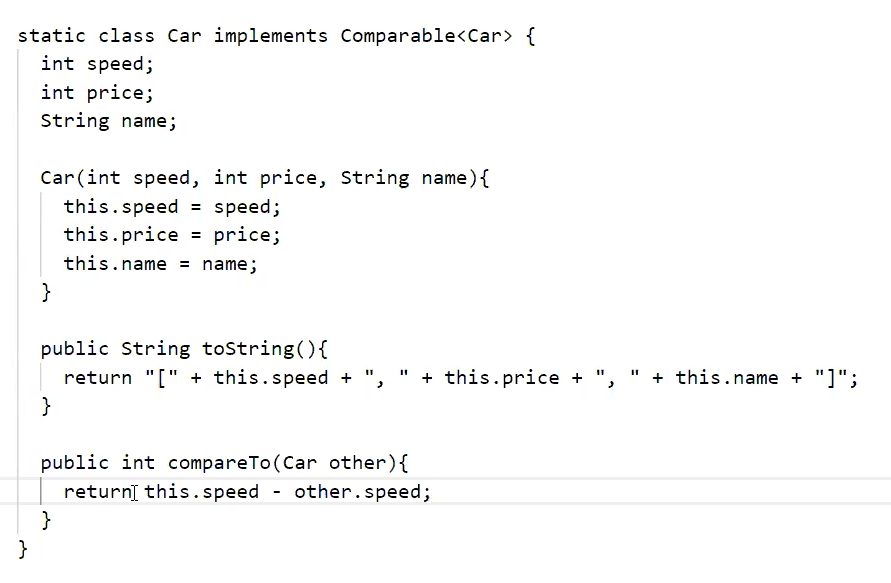 static class Car implements Comparable<Car> {
int speed;
int price;
String name;
Car(int speed, int price, String name){
this.speed = speed;
this.price = price;
this.name = name;
}
public String toString(){
return "[" + this.speed + ", " + this.price + ", " + this.name + "]";
}
public int compareTo(Car other){
return this.speed - other.speed;
}
}